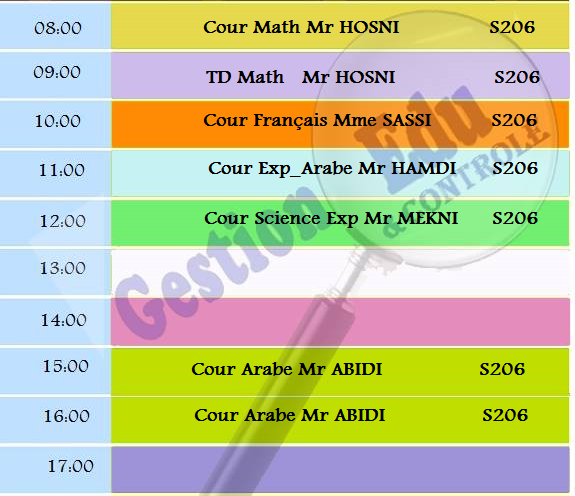 08:00 Cour Math Mr HOSNI S206
09:00 TD Math Mr HOSNI S206
10:00 Cour Français Mme SASSI S206
11:00 Cour Exp_Arabe Mr HAMDI S206
12:00 Cour Science Exp Mr MEKNI S206
13:00
14:00
15:00 Cour Arabe Mr ABIDI S206
16:00 Cour Arabe Mr ABIDI S206
17:00
Gestion Edu
& CONTROLE